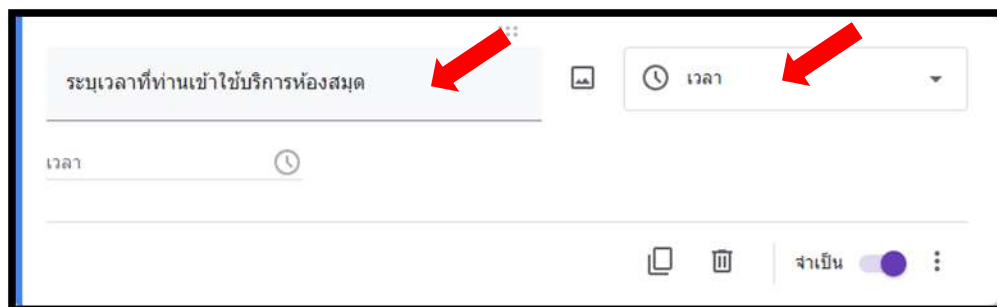 ระบุเวลาที่ท่านเข้าใช้บริการห้องสมุด
เวลา
เวลา
จำเป็น